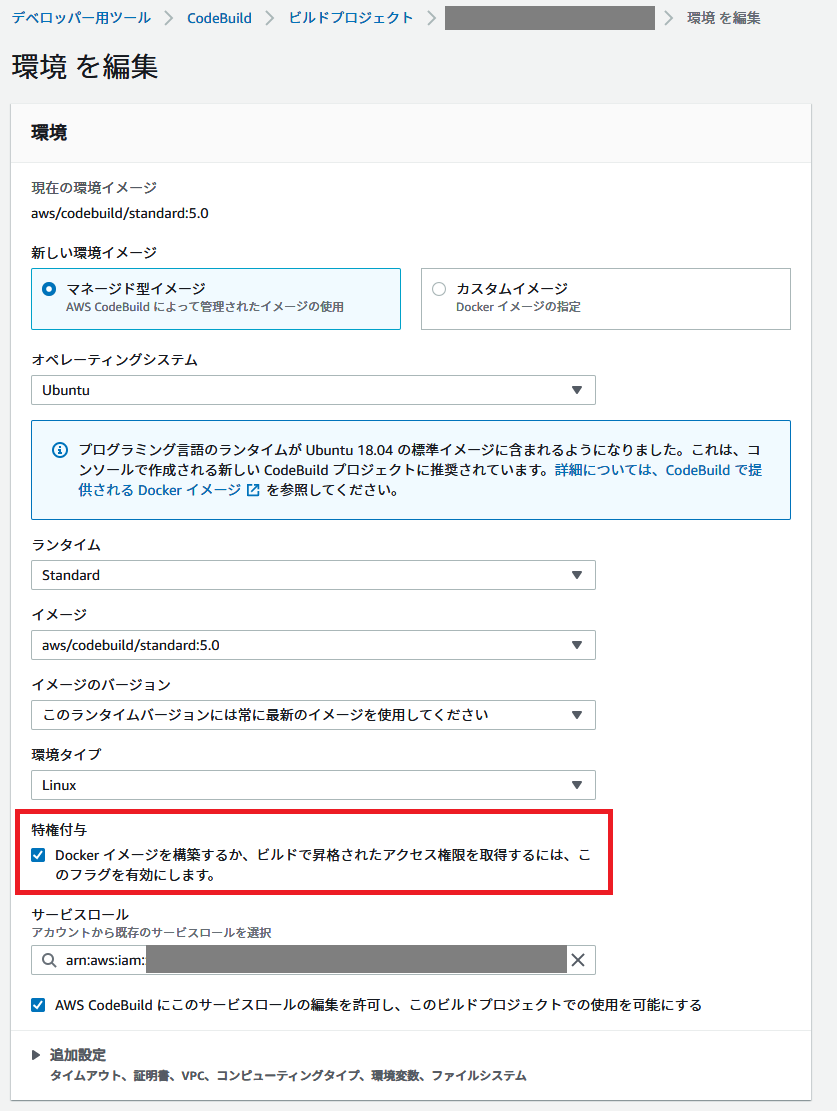 デベロッパー用ツール > CodeBuild > ビルドプロジェクト > > 環境 を編集
環境 を編集
環境
現在の環境イメージ
aws/codebuild/standard:5.0
新しい環境イメージ
マネージド型イメージ
AWS CodeBuild によって管理されたイメージの使用
カスタムイメージ
Docker イメージの指定
オペレーティングシステム
Ubuntu
プログラミング言語のランタイムが Ubuntu 18.04 の標準イメージに含まれるようになりました。これは、コ
ンソールで作成される新しい CodeBuild プロジェクトに推奨されています。詳細については、CodeBuild で提
供される Docker イメージ を参照してください。
ランタイム
Standard
イメージ
aws/codebuild/standard:5.0
イメージのバージョン
このランタイムバージョンには常に最新のイメージを使用してください
環境タイプ
Linux
特権付与
Docker イメージを構築するか、ビルドで昇格されたアクセス権限を取得するには、こ
のフラグを有効にします。
サービスロール
アカウントから既存のサービスロールを選択
arn:aws:iam:
AWS CodeBuild にこのサービスロールの編集を許可し、このビルドプロジェクトでの使用を可能にする
追加設定
タイムアウト、証明書、VPC、コンピューティングタイプ、環境変数、ファイルシステム